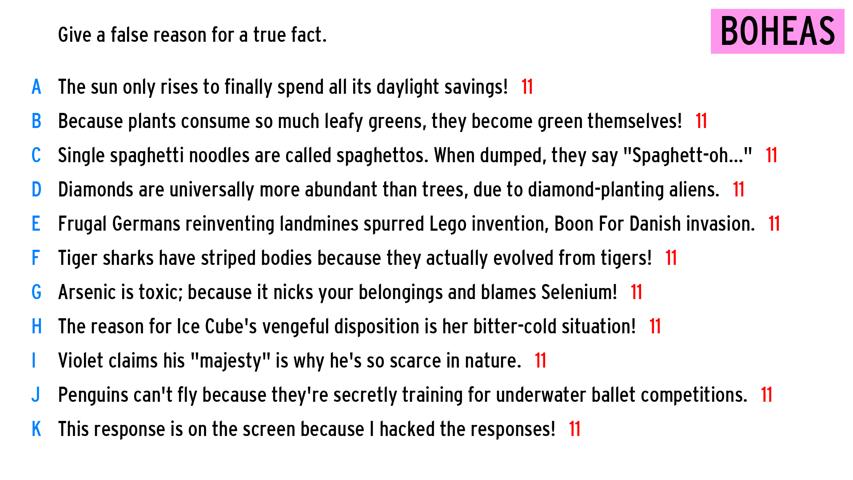 Give a false reason for a true fact.
BOHEAS
A The sun only rises to finally spend all its daylight savings! 11
B Because plants consume so much leafy greens, they become green themselves! 11
C Single spaghetti noodles are called spaghettos. When dumped, they say "Spaghett-oh..." 11
D Diamonds are universally more abundant than trees, due to diamond-planting aliens. 11
E Frugal Germans reinventing landmines spurred Lego invention, Boon For Danish invasion. 11
F Tiger sharks have striped bodies because they actually evolved from tigers! 11
G Arsenic is toxic; because it nicks your belongings and blames Selenium! 11
H The reason for Ice Cube's vengeful disposition is her bitter-cold situation! 11
I Violet claims his "majesty" is why he's so scarce in nature. 11
J Penguins can't fly because they're secretly training for underwater ballet competitions. 11
K This response is on the screen because I hacked the responses! 11